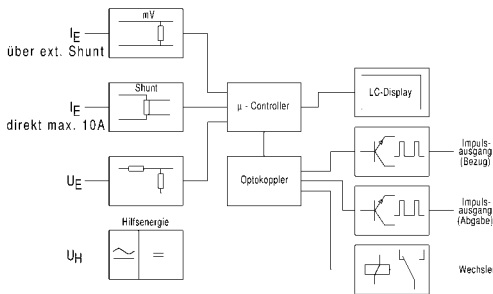 mV
I_E
über ext. Shunt
Shunt
I_E
direkt max. 10A
µ - Controller
LC-Display
Impuls-
ausgang
(Bezug)
U_E
Optokoppler
Impuls-
ausgang
(Abgabe)
Hilfsenergie
U_H
=
Wechsle